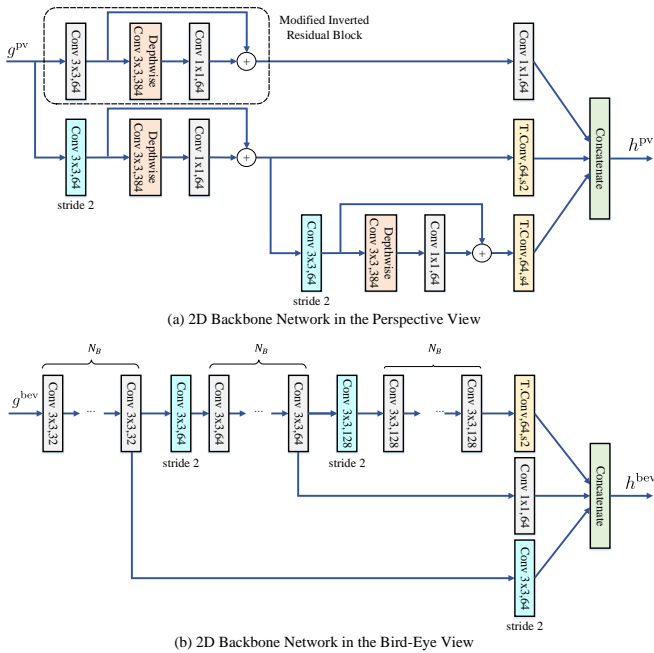 g^pv
Conv 3x3,64
Depthwise
Conv 3x3,384
Conv 1x1,64
+
Modified Inverted
Residual Block
Conv 1x1,64
Conv 3x3,64
stride 2
Depthwise
Conv 3x3,384
Conv 1x1,64
+
T.Conv,64,s2
Concatenate
h^pv
Conv 3x3,64
stride 2
Depthwise
Conv 3x3,384
Conv 1x1,64
+
T.Conv,64,s4
(a) 2D Backbone Network in the Perspective View
N_B
N_B
N_B
g^bev
Conv 3x3,32
...
Conv 3x3,32
Conv 3x3,64
stride 2
Conv 3x3,64
...
Conv 3x3,64
Conv 3x3,128
stride 2
Conv 3x3,128
...
Conv 3x3,128
T.Conv,64,s2
Conv 1x1,64
Conv 3x3,64
stride 2
Concatenate
h^bev
(b) 2D Backbone Network in the Bird-Eye View